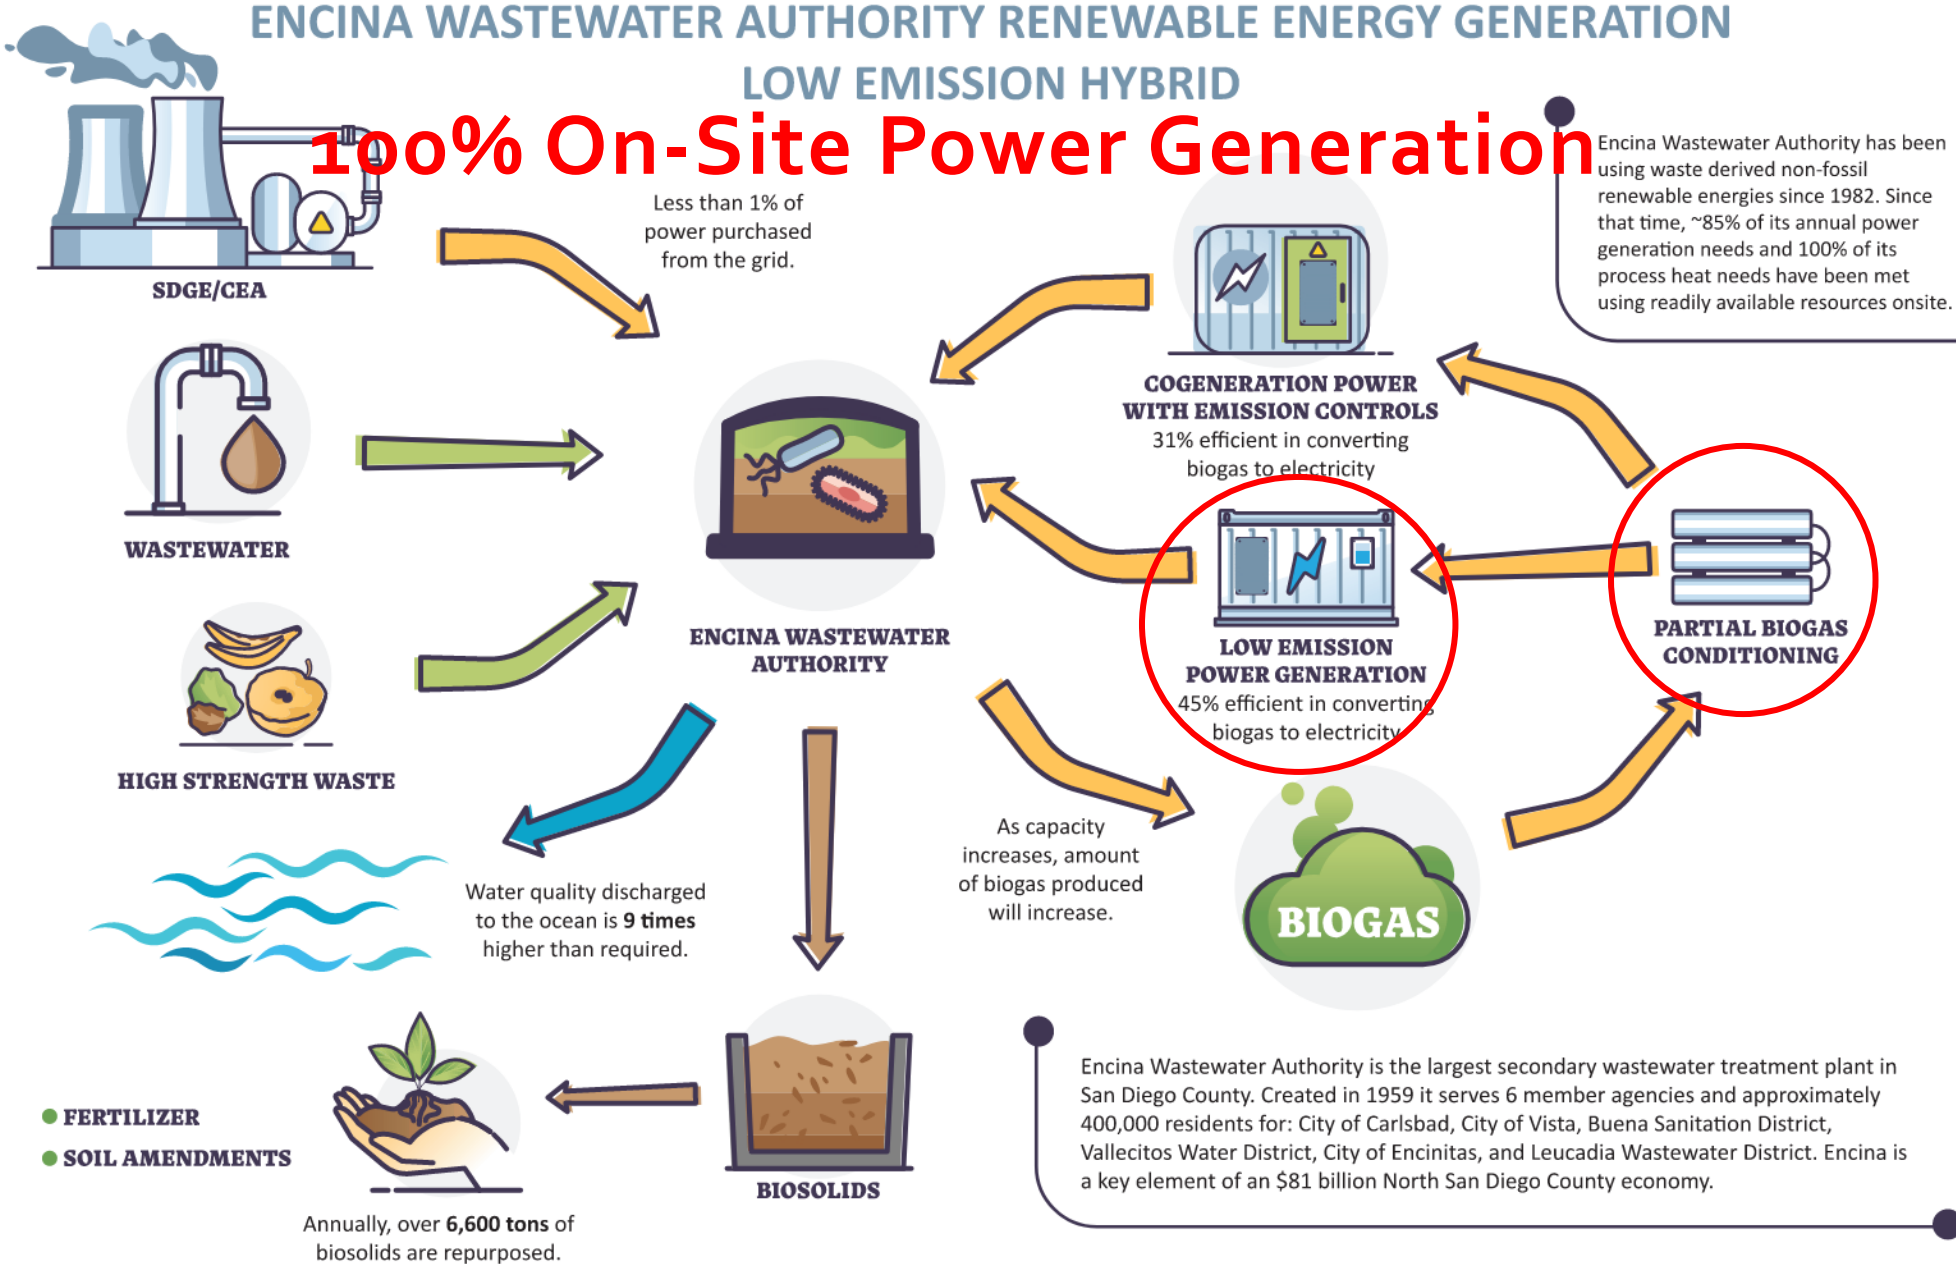 ENCINA WASTEWATER AUTHORITY RENEWABLE ENERGY GENERATION
LOW EMISSION HYBRID
100% On-Site Power Generation
Encina Wastewater Authority has been
using waste derived non-fossil
renewable energies since 1982. Since
that time, ~85% of its annual power
generation needs and 100% of its
process heat needs have been met
using readily available resources onsite.
Less than 1% of
power purchased
from the grid.
SDGE/CEA
COGENERATION POWER
WITH EMISSION CONTROLS
31% efficient in converting
biogas to electricity
WASTEWATER
ENCINA WASTEWATER
AUTHORITY
LOW EMISSION
POWER GENERATION
45% efficient in converting
biogas to electricity
PARTIAL BIOGAS
CONDITIONING
HIGH STRENGTH WASTE
As capacity
increases, amount
of biogas produced
will increase.
BIOGAS
Water quality discharged
to the ocean is 9 times
higher than required.
FERTILIZER
SOIL AMENDMENTS
BIOSOLIDS
Annually, over 6,600 tons of
biosolids are repurposed.
Encina Wastewater Authority is the largest secondary wastewater treatment plant in
San Diego County. Created in 1959 it serves 6 member agencies and approximately
400,000 residents for: City of Carlsbad, City of Vista, Buena Sanitation District,
Vallecitos Water District, City of Encinitas, and Leucadia Wastewater District. Encina is
a key element of an $81 billion North San Diego County economy.